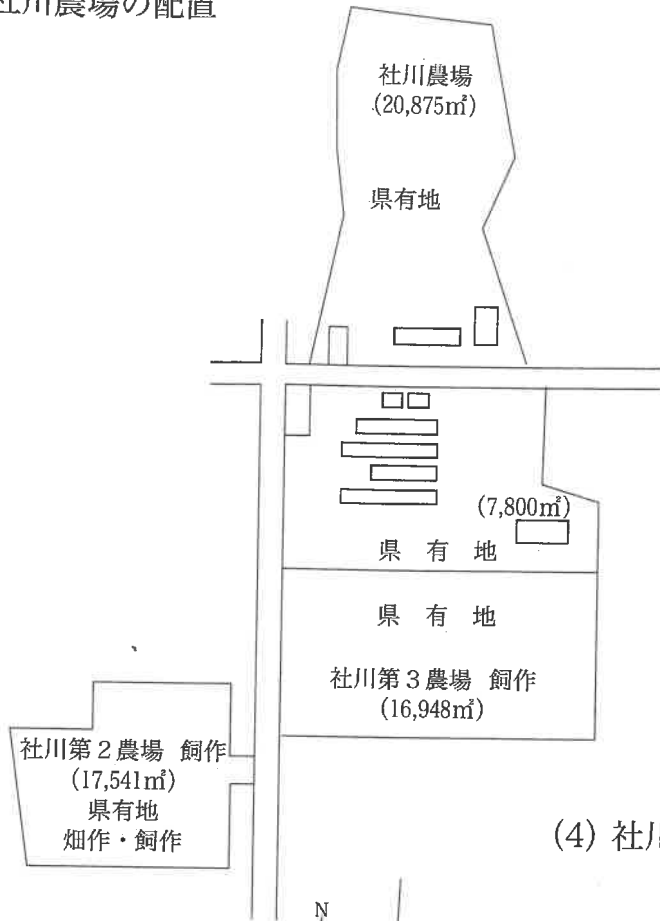 社川農場の配置
社川農場
(20,875㎡)
県有地
(7,800㎡)
県 有 地
県 有 地
社川第3農場 飼作
(16,948㎡)
社川第2農場 飼作
(17,541㎡)
県有地
畑作・飼作
(4) 社川
N